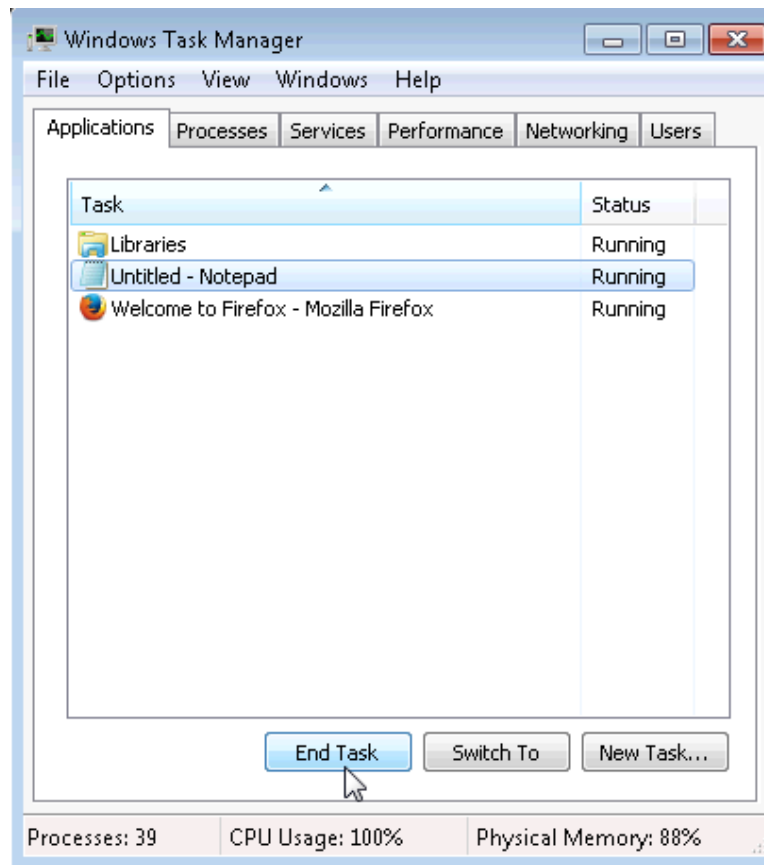 Windows Task Manager
File Options View Windows Help
Applications Processes Services Performance Networking Users
Task Status
Libraries Running
Untitled - Notepad Running
Welcome to Firefox - Mozilla Firefox Running
End Task Switch To New Task...
Processes: 39 CPU Usage: 100% Physical Memory: 88%